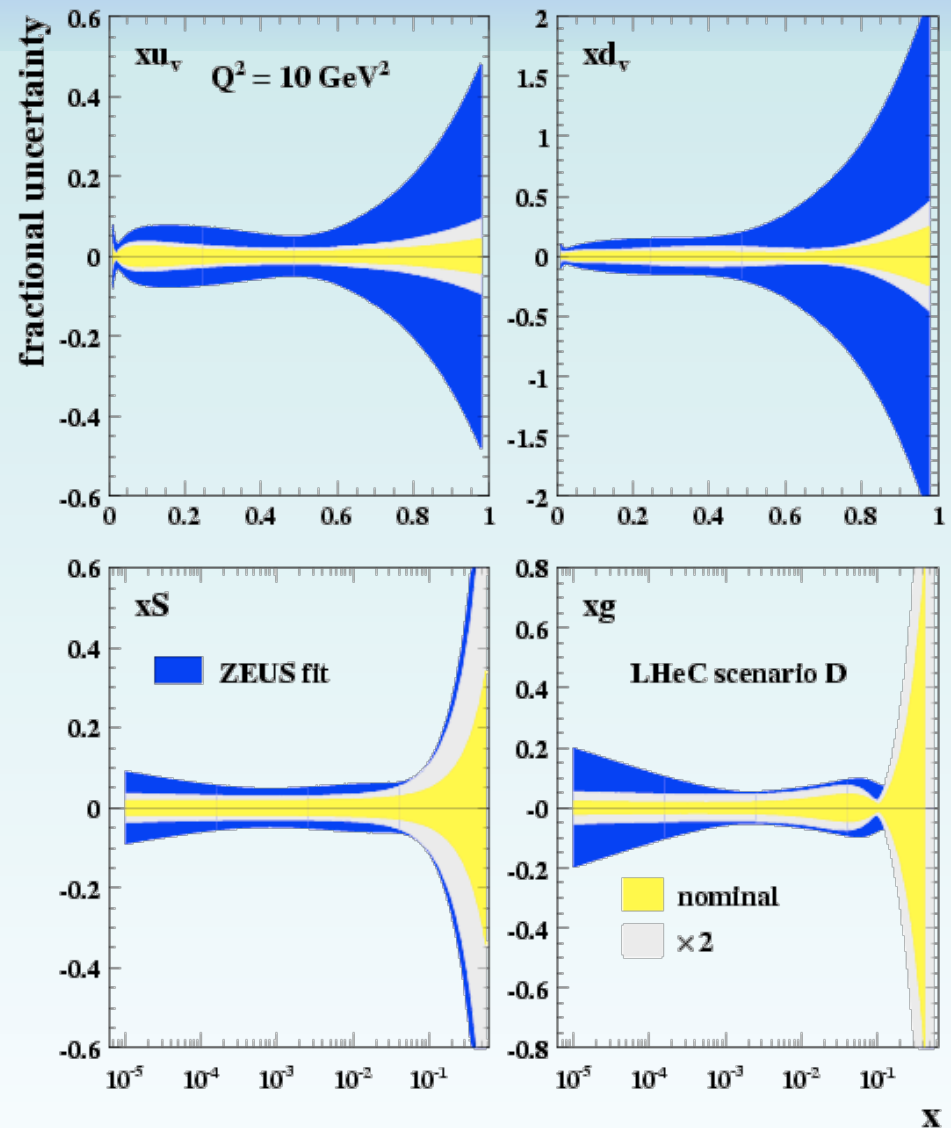 fractional uncertainty
0.6
0.4
0.2
0
-0.2
-0.4
-0.6
xuᵥ
Q² = 10 GeV²
0 0.2 0.4 0.6 0.8 1
2
1.5
1
0.5
0
-0.5
-1
-1.5
-2
xdᵥ
0 0.2 0.4 0.6 0.8 1
0.6
0.4
0.2
0
-0.2
-0.4
-0.6
xS
ZEUS fit
10⁻⁵ 10⁻⁴ 10⁻³ 10⁻² 10⁻¹
0.8
0.6
0.4
0.2
-0
-0.2
-0.4
-0.6
-0.8
xg
LHeC scenario D
nominal
×2
10⁻⁵ 10⁻⁴ 10⁻³ 10⁻² 10⁻¹
x